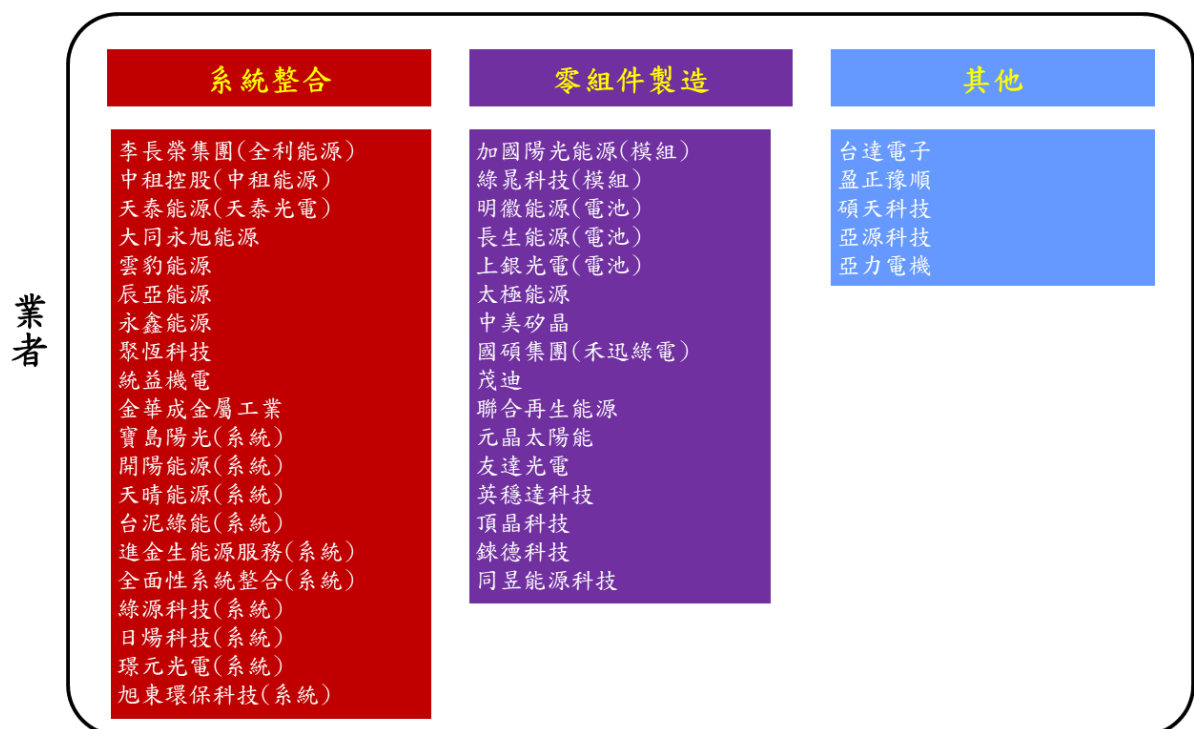 業者
系統整合
李長榮集團(全利能源)
中租控股(中租能源)
天泰能源(天泰光電)
大同永旭能源
雲豹能源
辰亞能源
永鑫能源
聚恆科技
統益機電
金華成金屬工業
寶島陽光(系統)
開陽能源(系統)
天晴能源(系統)
台泥綠能(系統)
進金生能源服務(系統)
全面性系統整合(系統)
綠源科技(系統)
日煬科技(系統)
環元光電(系統)
旭東環保科技(系統)
零組件製造
加國陽光能源(模組)
綠晁科技(模組)
明徽能源(電池)
長生能源(電池)
上銀光電(電池)
太極能源
中美矽晶
國碩集團(禾迅綠電)
茂迪
聯合再生能源
元晶太陽能
友達光電
英穩達科技
頂晶科技
錸德科技
同昱能源科技
其他
台達電子
盈正豫順
碩天科技
亞源科技
亞力電機